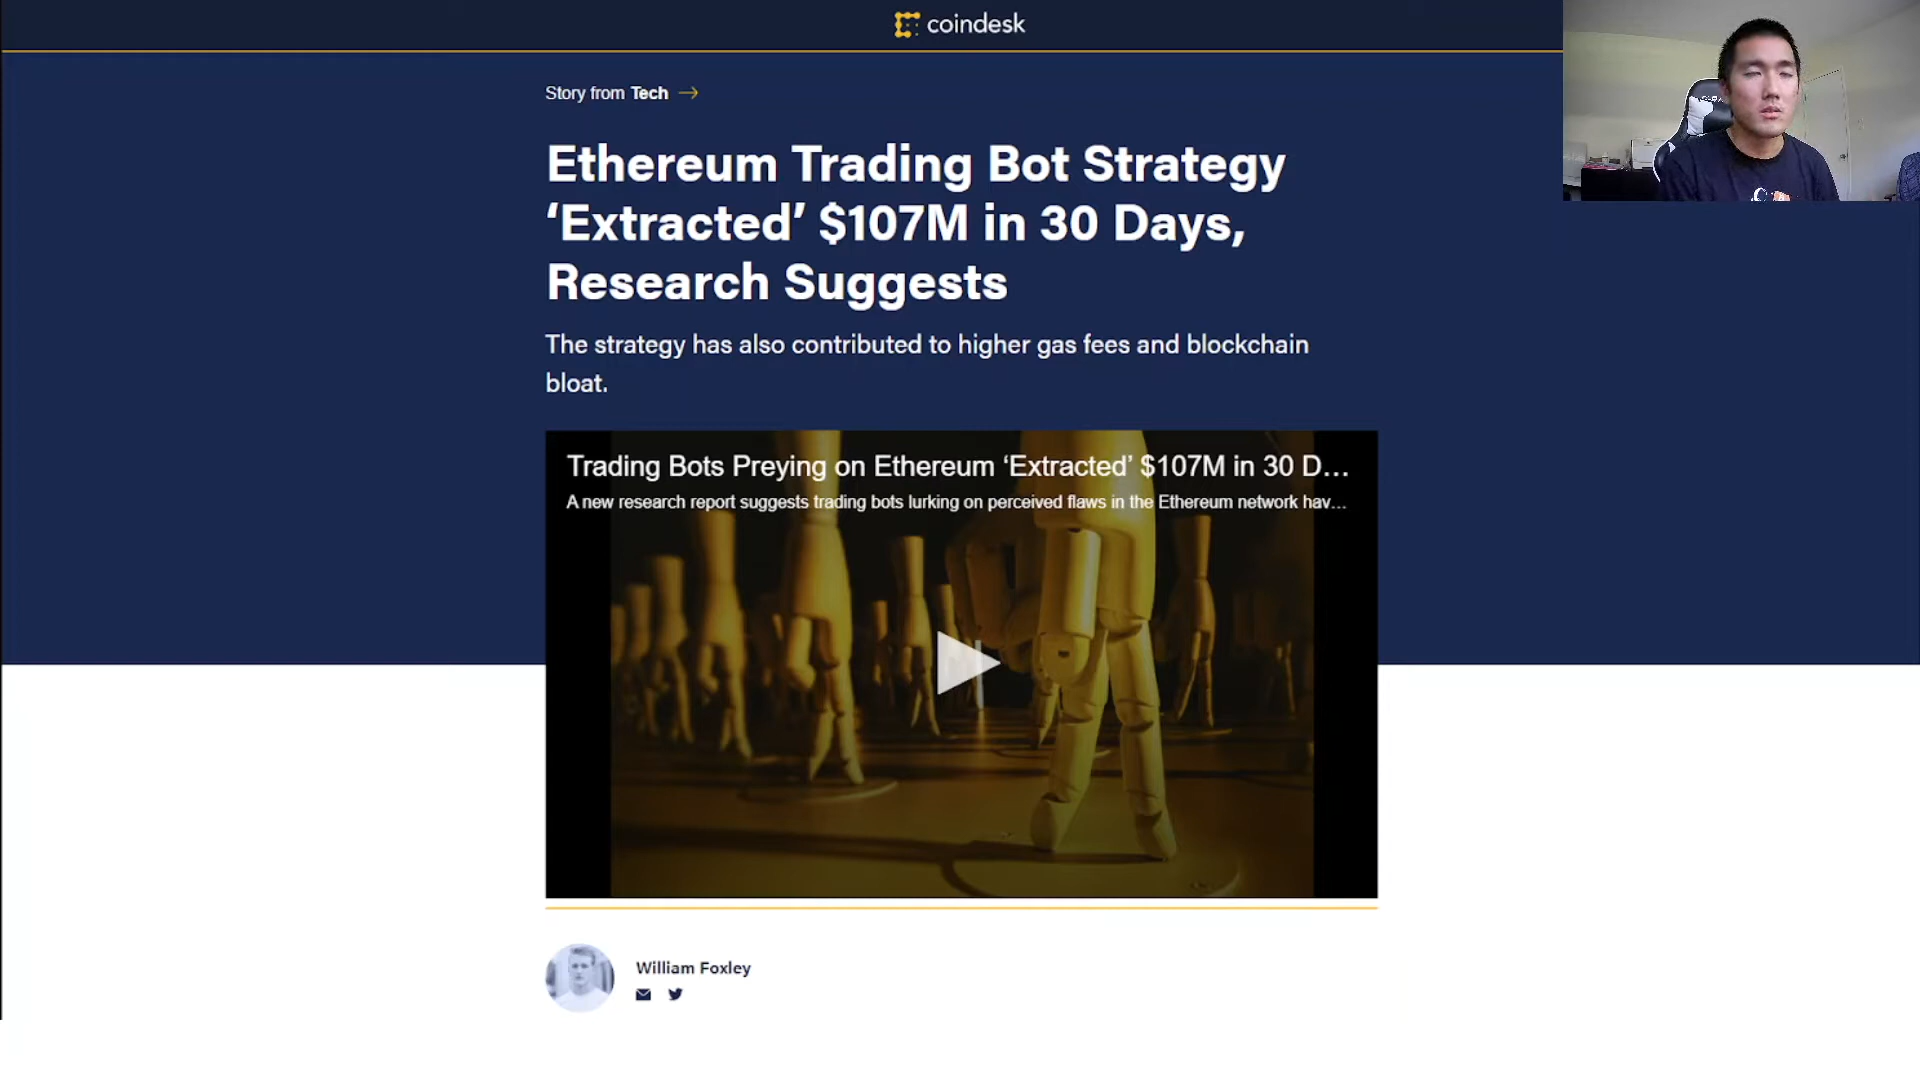 coindesk
Story from Tech →
Ethereum Trading Bot Strategy
‘Extracted’ $107M in 30 Days,
Research Suggests
The strategy has also contributed to higher gas fees and blockchain
bloat.
Trading Bots Preying on Ethereum ‘Extracted’ $107M in 30 D...
A new research report suggests trading bots lurking on perceived flaws in the Ethereum network hav...
William Foxley